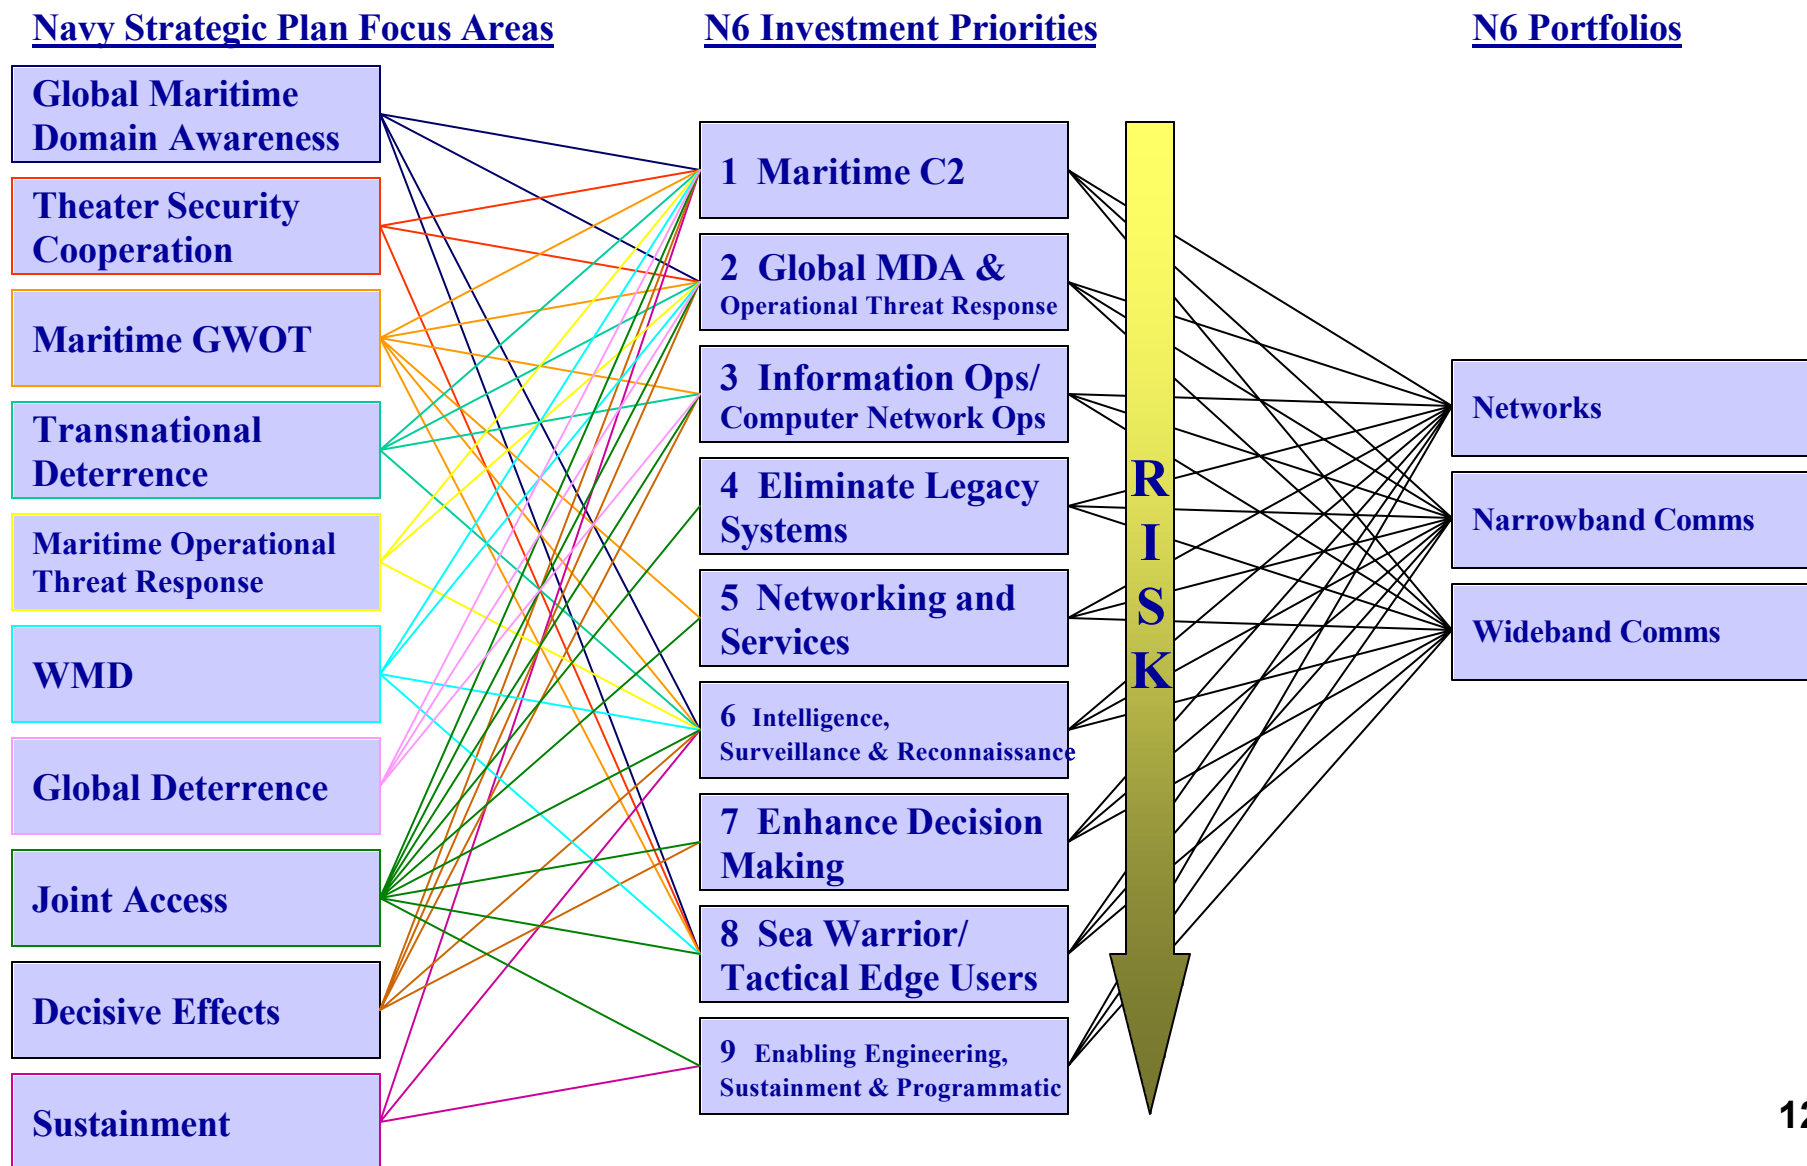 Navy Strategic Plan Focus Areas
N6 Investment Priorities
N6 Portfolios
Global Maritime
Domain Awareness
Theater Security
Cooperation
Maritime GWOT
Transnational
Deterrence
Maritime Operational
Threat Response
WMD
Global Deterrence
Joint Access
Decisive Effects
Sustainment
1 Maritime C2
2 Global MDA &
Operational Threat Response
3 Information Ops/
Computer Network Ops
4 Eliminate Legacy
Systems
5 Networking and
Services
6 Intelligence,
Surveillance & Reconnaissance
7 Enhance Decision
Making
8 Sea Warrior/
Tactical Edge Users
9 Enabling Engineering,
Sustainment & Programmatic
R
I
S
K
Networks
Narrowband Comms
Wideband Comms
12